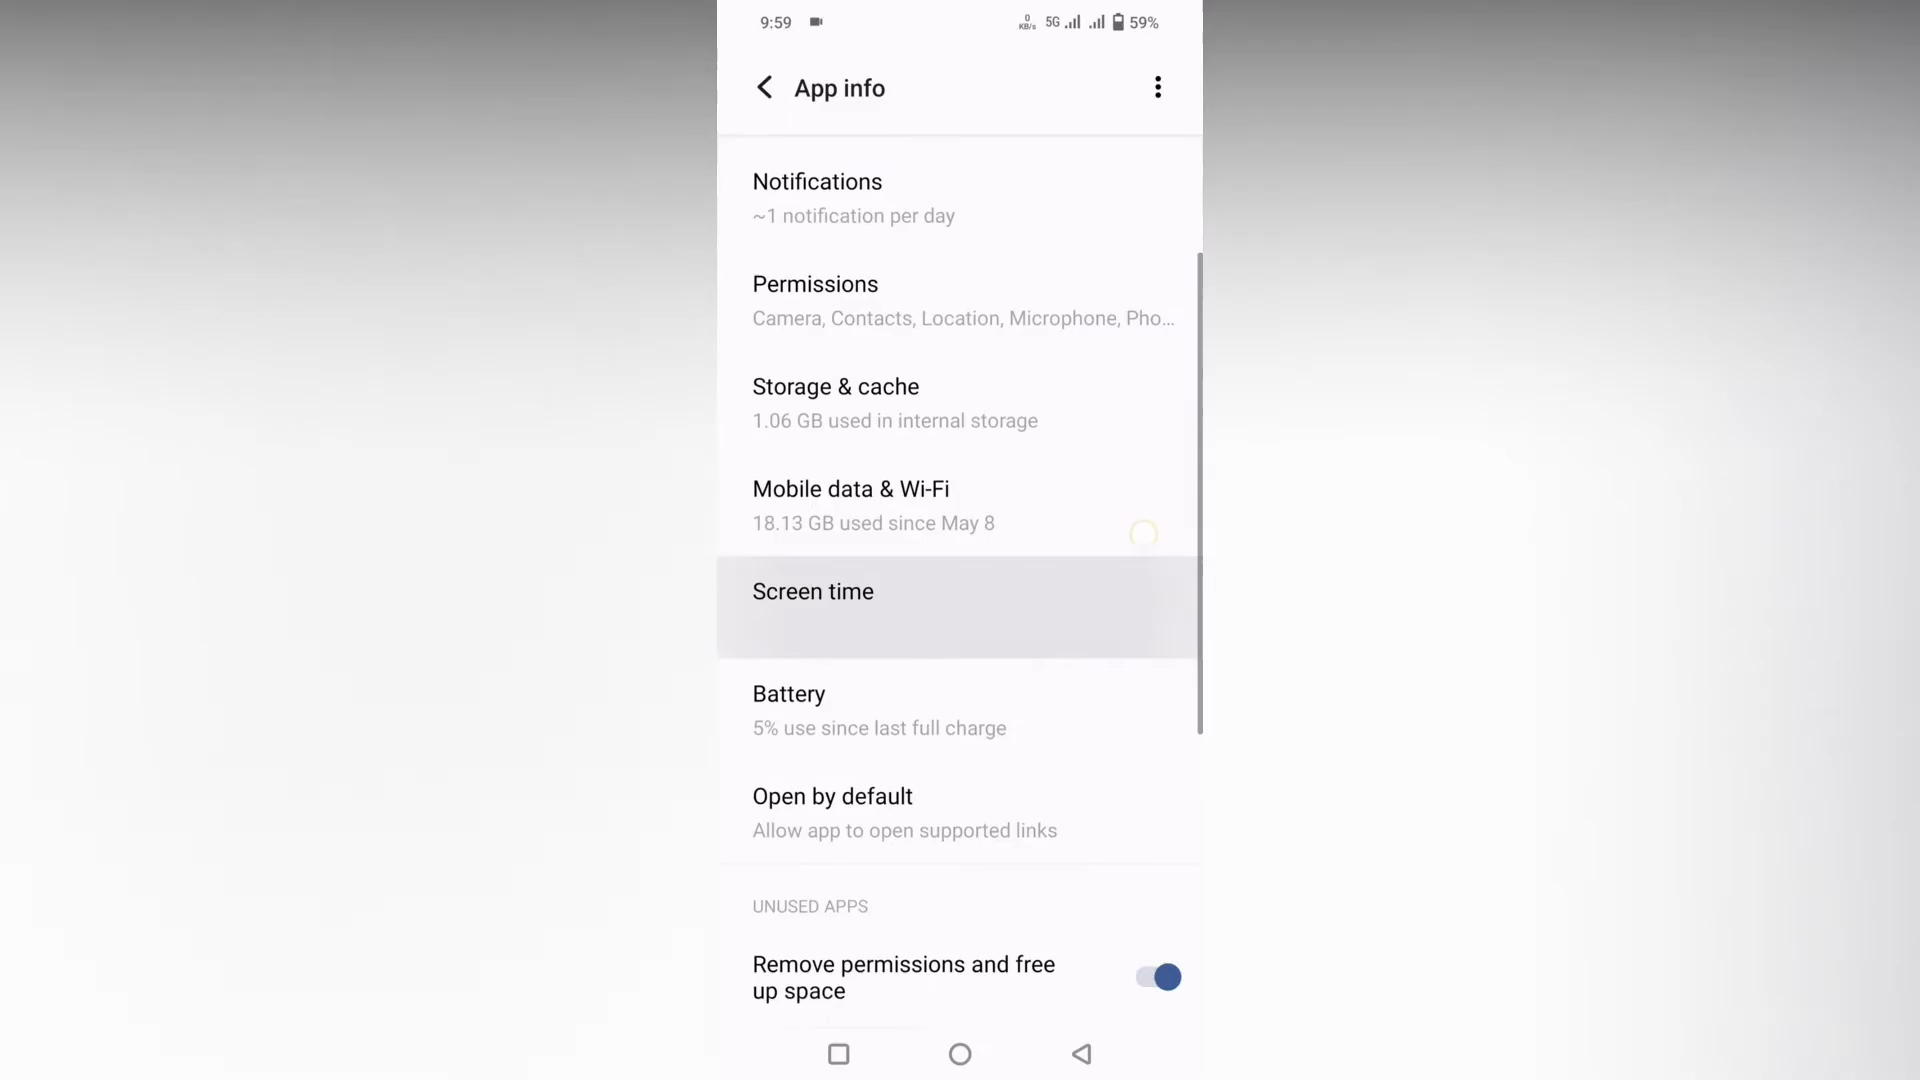 9:59
0
KB/s
5G
59%
App info
Notifications
~1 notification per day
Permissions
Camera, Contacts, Location, Microphone, Pho...
Storage & cache
1.06 GB used in internal storage
Mobile data & Wi-Fi
18.13 GB used since May 8
Screen time
Battery
5% use since last full charge
Open by default
Allow app to open supported links
UNUSED APPS
Remove permissions and free
up space